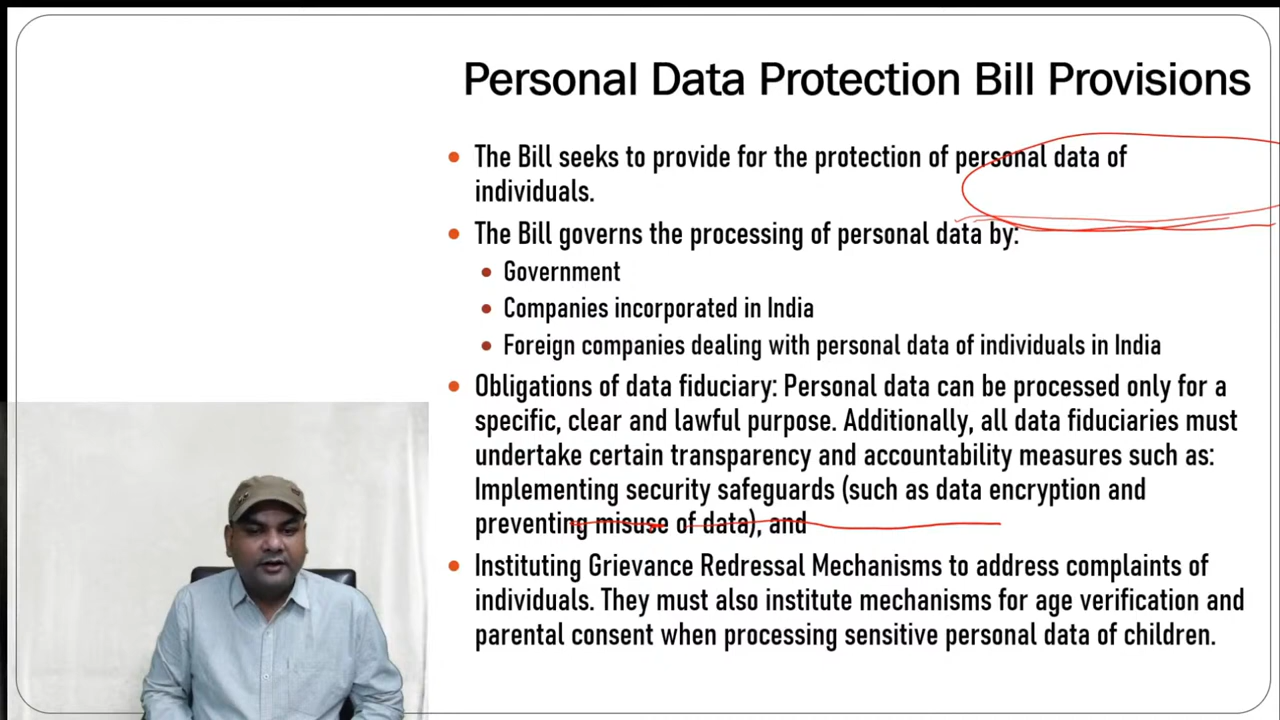 Personal Data Protection Bill Provisions
• The Bill seeks to provide for the protection of personal data of
individuals.
• The Bill governs the processing of personal data by:
• Government
• Companies incorporated in India
• Foreign companies dealing with personal data of individuals in India
• Obligations of data fiduciary: Personal data can be processed only for a
specific, clear and lawful purpose. Additionally, all data fiduciaries must
undertake certain transparency and accountability measures such as:
Implementing security safeguards (such as data encryption and
preventing misuse of data), and
• Instituting Grievance Redressal Mechanisms to address complaints of
individuals. They must also institute mechanisms for age verification and
parental consent when processing sensitive personal data of children.